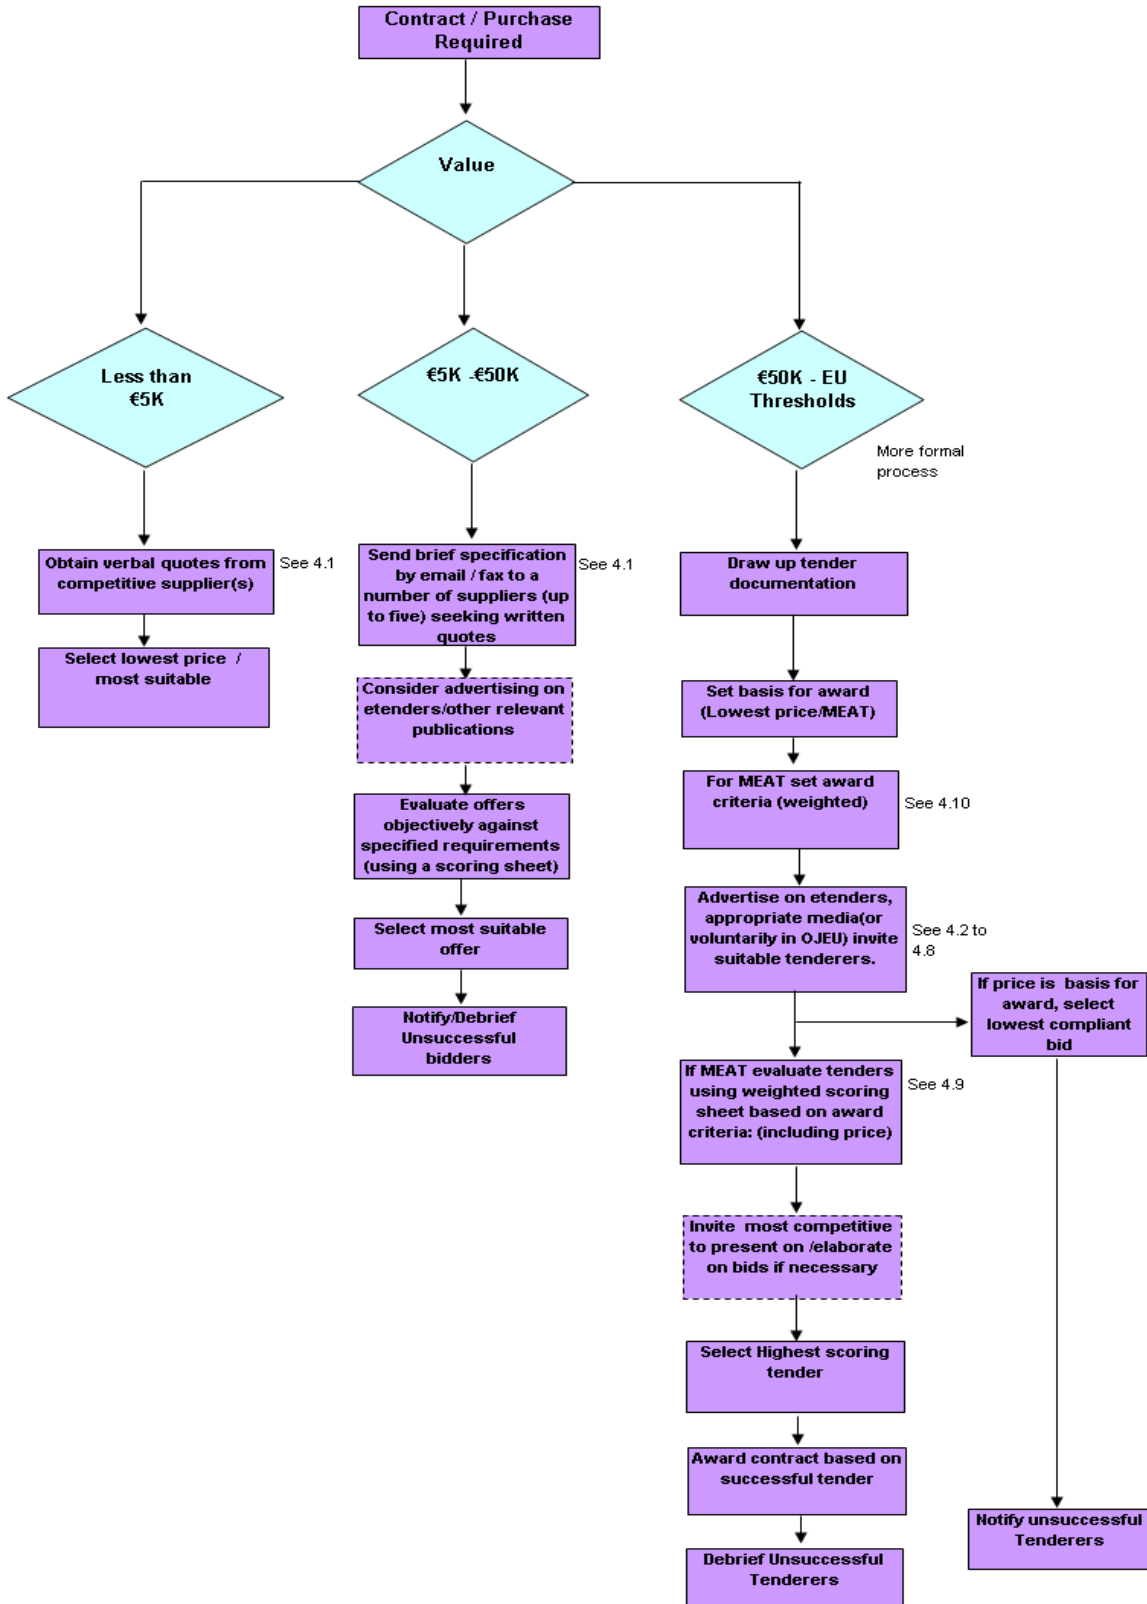 Contract / Purchase
Required
Value
Less than
€5K
€5K -€50K
€50K - EU
Thresholds
More formal
process
Obtain verbal quotes from
competitive supplier(s)
See 4.1
Select lowest price /
most suitable
Send brief specification
by email / fax to a
number of suppliers (up
to five) seeking written
quotes
See 4.1
Consider advertising on
etenders/other relevant
publications
Evaluate offers
objectively against
specified requirements
(using a scoring sheet)
Select most suitable
offer
Notify/Debrief
Unsuccessful
bidders
Draw up tender
documentation
Set basis for award
(Lowest price/MEAT)
For MEAT set award
criteria (weighted)
See 4.10
Advertise on etenders,
appropriate media(or
voluntarily in OJEU) invite
suitable tenderers.
See 4.2 to
4.8
If price is basis for
award, select
lowest compliant
bid
If MEAT evaluate tenders
using weighted scoring
sheet based on award
criteria: (including price)
See 4.9
Invite most competitive
to present on /elaborate
on bids if necessary
Select Highest scoring
tender
Award contract based on
successful tender
Debrief Unsuccessful
Tenderers
Notify unsuccessful
Tenderers